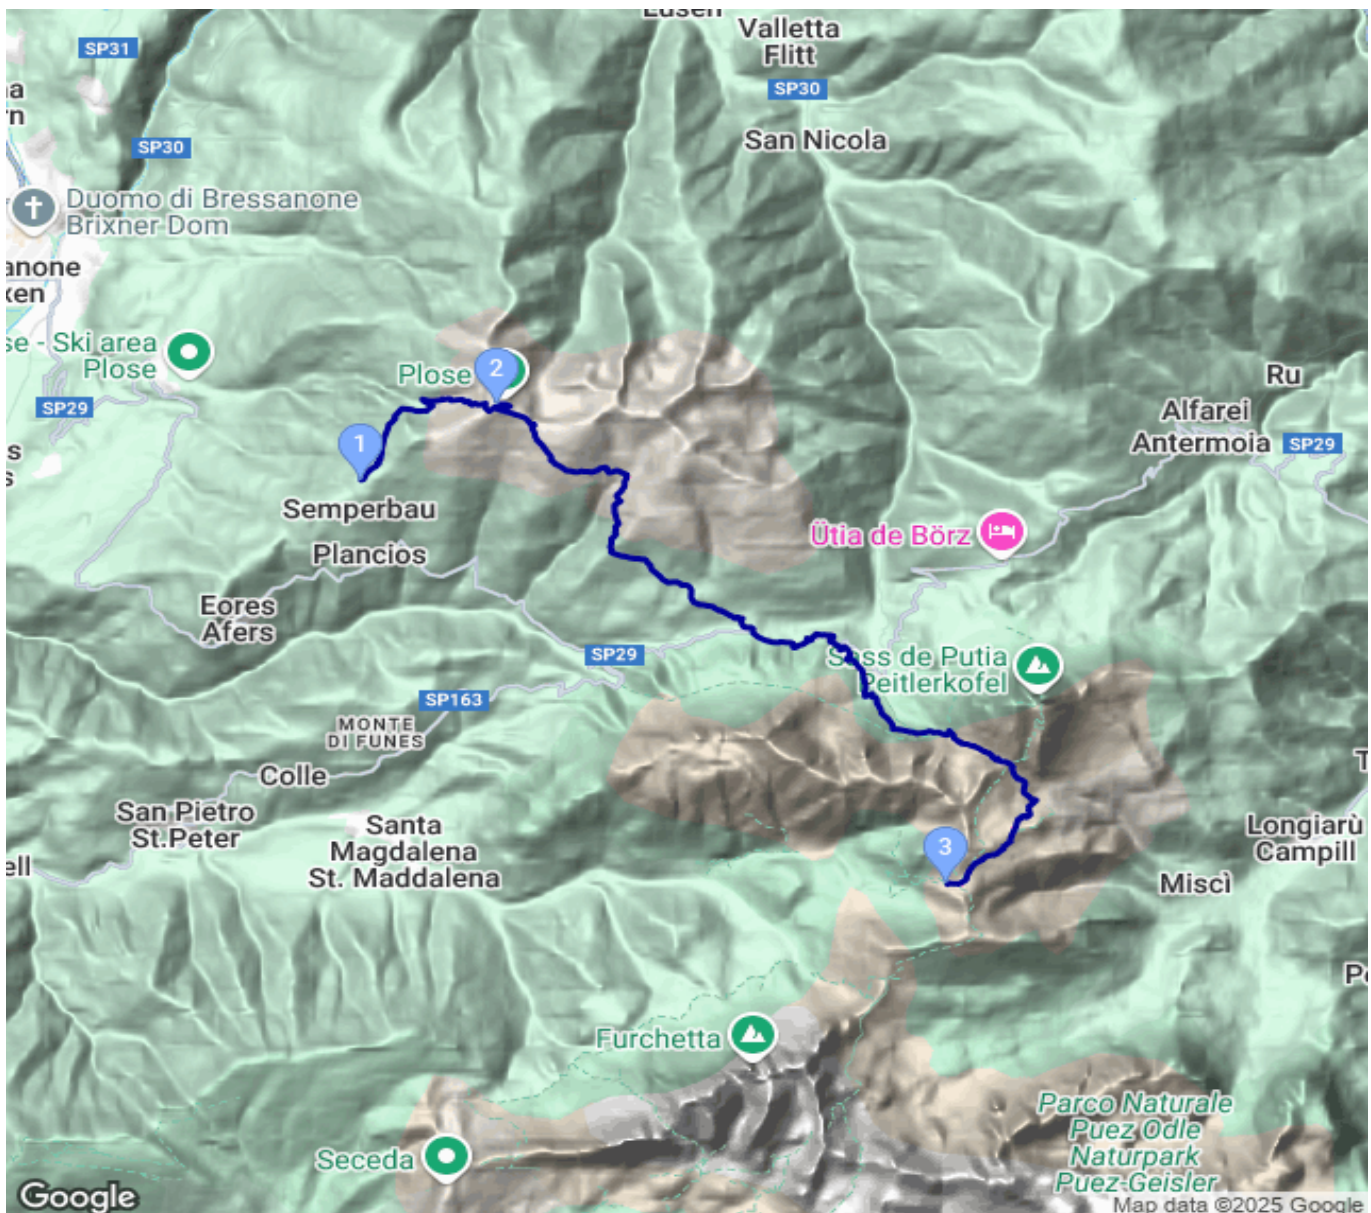 Lüsen
Valletta
Flitt
SP31
SP30
San Nicola
SP30
Duomo di Bressanone
Brixner Dom
Ski area
Plose
SP29
Plose
2
1
Semperbau
Plancios
Eores
Afers
SP29
SP163
MONTE
DI FUNES
Colle
San Pietro
St.Peter
Santa
Magdalena
St. Maddalena
Ru
Alfarei
Antermoia
SP29
Ütia de Börz
Sass de Putia
Peitlerkofel
3
Longiarù
Campill
Miscì
Furchetta
Seceda
Parco Naturale
Puez Odle
Naturpark
Puez-Geisler
Google
Map data ©2025 Google